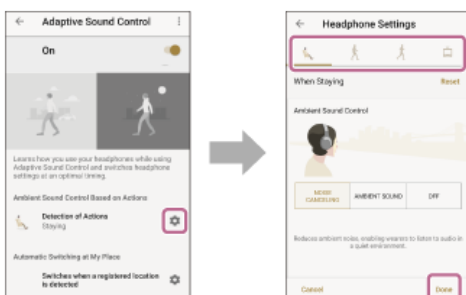 Adaptive Sound Control
On
Learns how you use your headphones while using
Adaptive Sound Control and switches headphone
settings at an optimal timing.
Ambient Sound Control Based on Actions
Detection of Actions
Staying
Automatic Switching at My Place
Switches when a registered location
is detected
Headphone Settings
When Staying
Reset
Ambient Sound Control
NOISE
CANCELING
AMBIENT SOUND
OFF
Reduces ambient noise, enabling wearers to listen to audio in
a quiet environment.
Cancel
Done